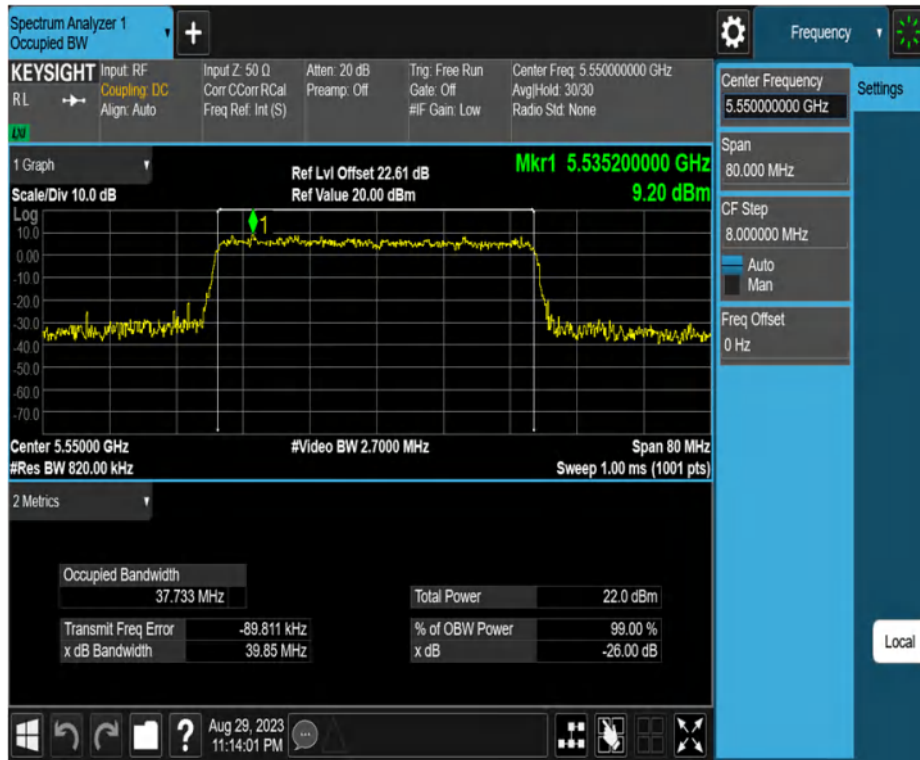 Spectrum Analyzer 1
Occupied BW
+
Frequency
KEYSIGHT
RL
LXI
Input: RF
Coupling: DC
Align: Auto
Input Z: 50 Ω
Corr CCorr RCal
Freq Ref: Int (S)
Atten: 20 dB
Preamp: Off
Trig: Free Run
Gate: Off
#IF Gain: Low
Center Freq: 5.550000000 GHz
Avg|Hold: 30/30
Radio Std: None
Center Frequency
5.550000000 GHz
Settings
Span
80.000 MHz
CF Step
8.000000 MHz
Auto
Man
Freq Offset
0 Hz
1 Graph
Scale/Div 10.0 dB
Ref Lvl Offset 22.61 dB
Ref Value 20.00 dBm
Mkr1 5.535200000 GHz
9.20 dBm
Log
1
10.0
0.00
-10.0
-20.0
-30.0
-40.0
-50.0
-60.0
-70.0
Center 5.55000 GHz
#Video BW 2.7000 MHz
Span 80 MHz
#Res BW 820.00 kHz
Sweep 1.00 ms (1001 pts)
2 Metrics
Occupied Bandwidth
37.733 MHz
Total Power 22.0 dBm
Transmit Freq Error -89.811 kHz
% of OBW Power 99.00 %
x dB Bandwidth 39.85 MHz
x dB -26.00 dB
Local
?
Aug 29, 2023
11:14:01 PM